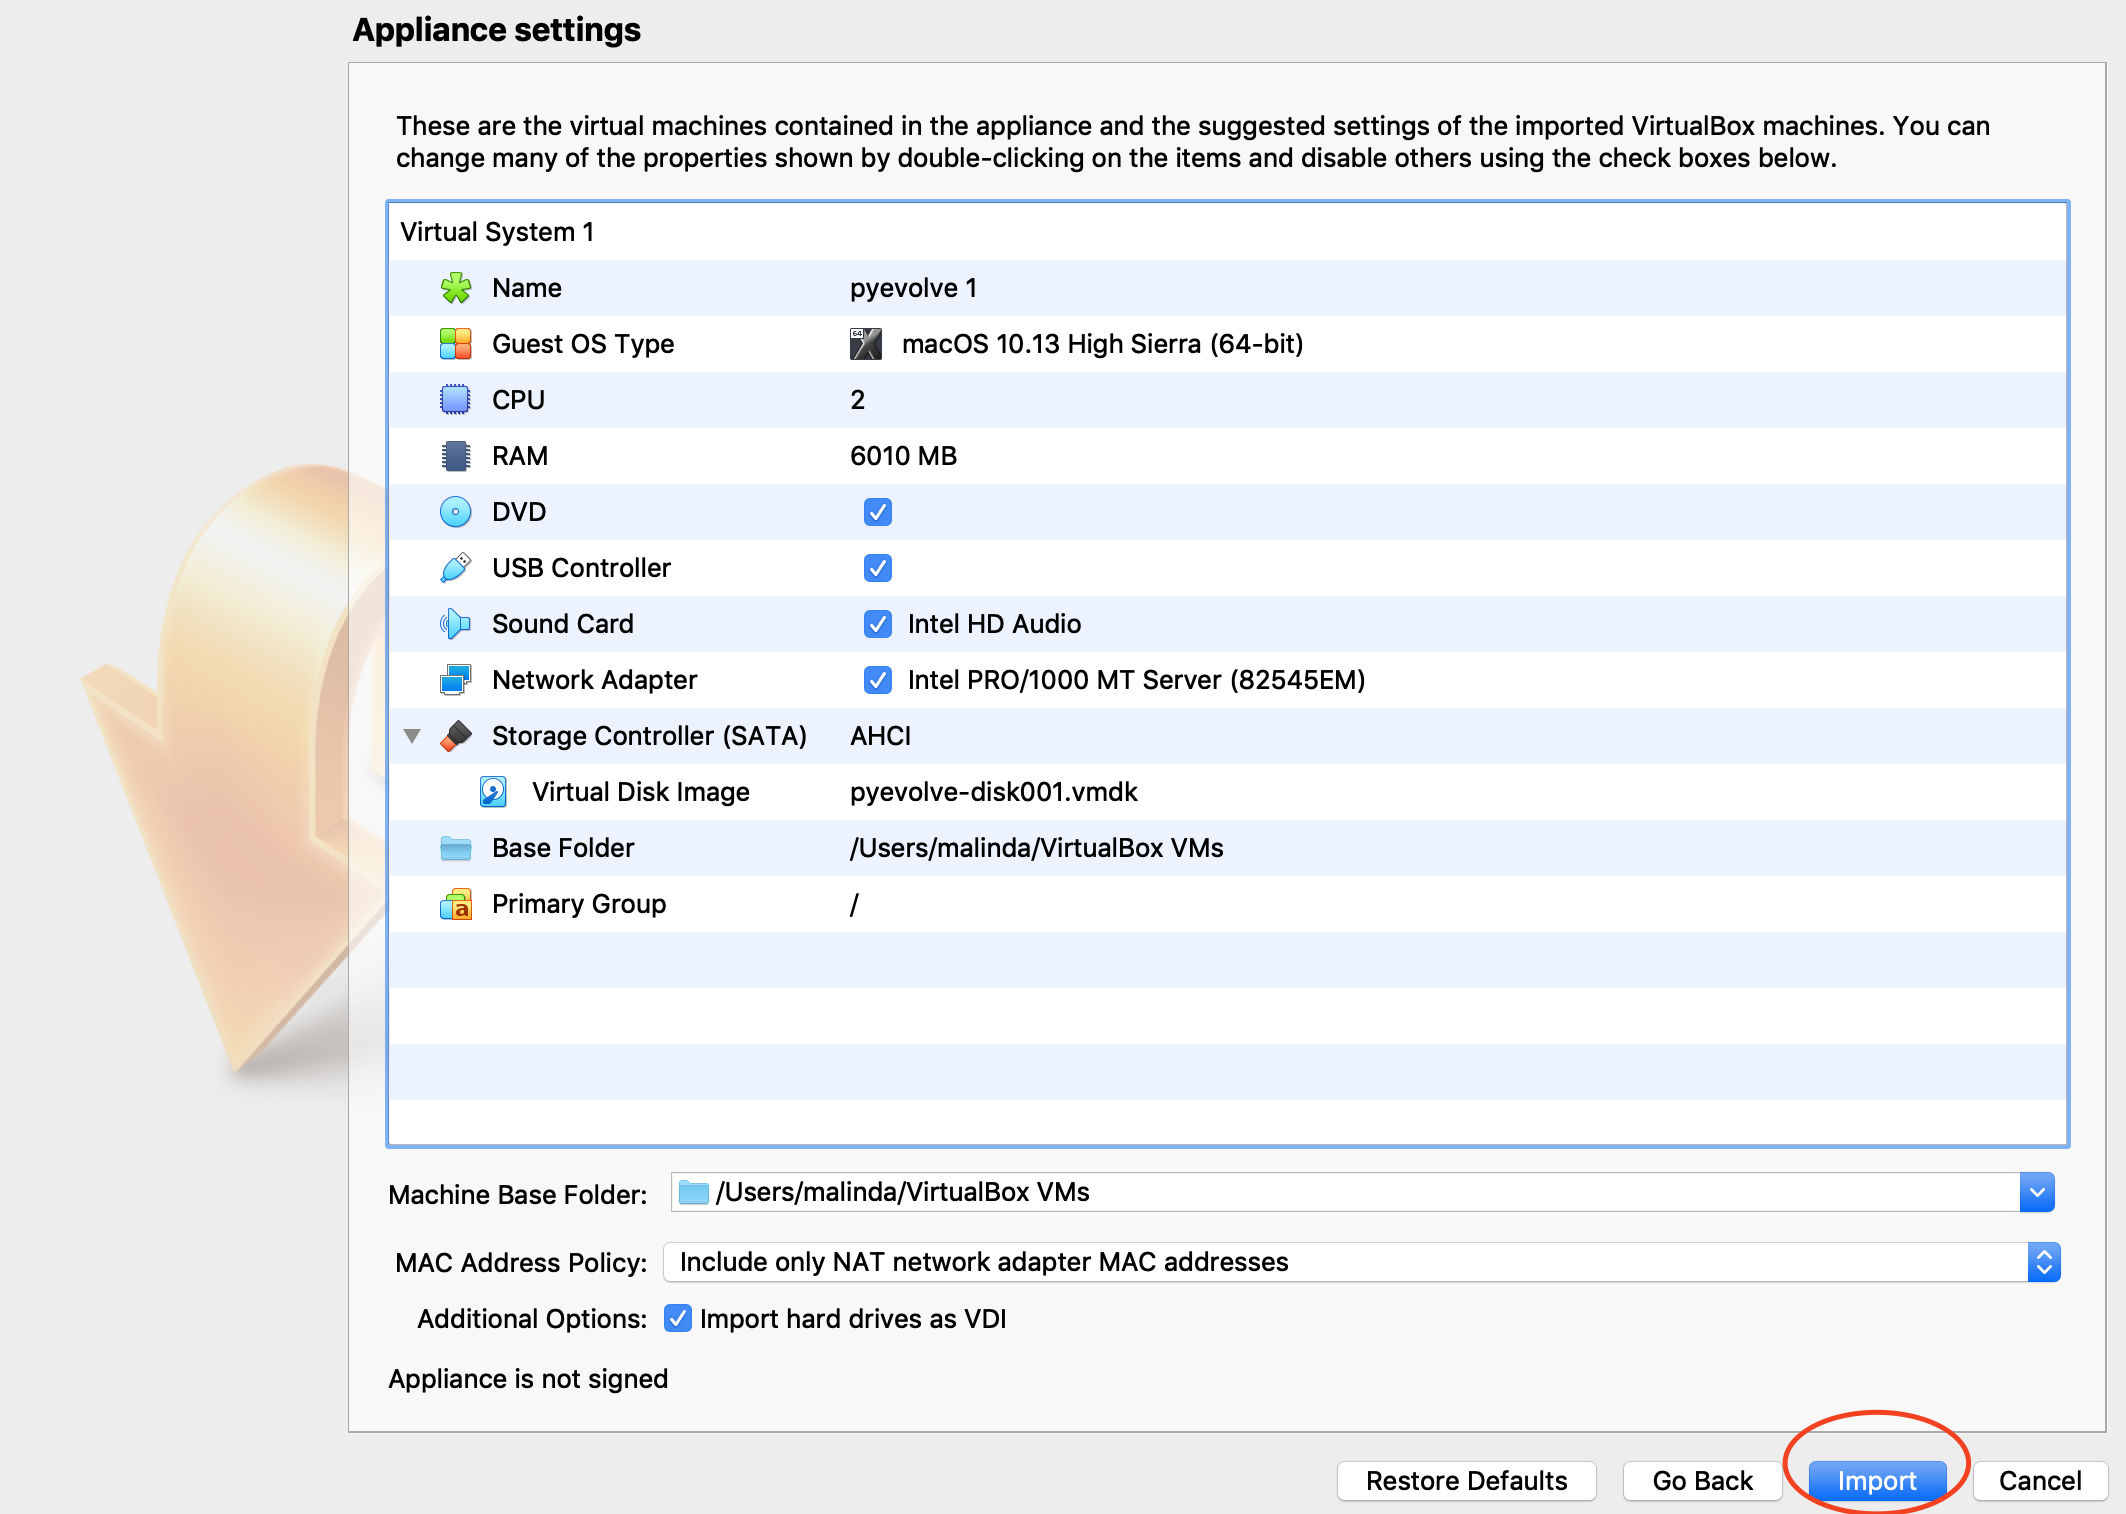 Appliance settings
These are the virtual machines contained in the appliance and the suggested settings of the imported VirtualBox machines. You can
change many of the properties shown by double-clicking on the items and disable others using the check boxes below.
Virtual System 1
Name pyevolve 1
Guest OS Type 64 macOS 10.13 High Sierra (64-bit)
CPU 2
RAM 6010 MB
DVD
USB Controller
Sound Card Intel HD Audio
Network Adapter Intel PRO/1000 MT Server (82545EM)
Storage Controller (SATA) AHCI
Virtual Disk Image pyevolve-disk001.vmdk
Base Folder /Users/malinda/VirtualBox VMs
a Primary Group /
Machine Base Folder: /Users/malinda/VirtualBox VMs
MAC Address Policy: Include only NAT network adapter MAC addresses
Additional Options: Import hard drives as VDI
Appliance is not signed
Restore Defaults Go Back Import Cancel